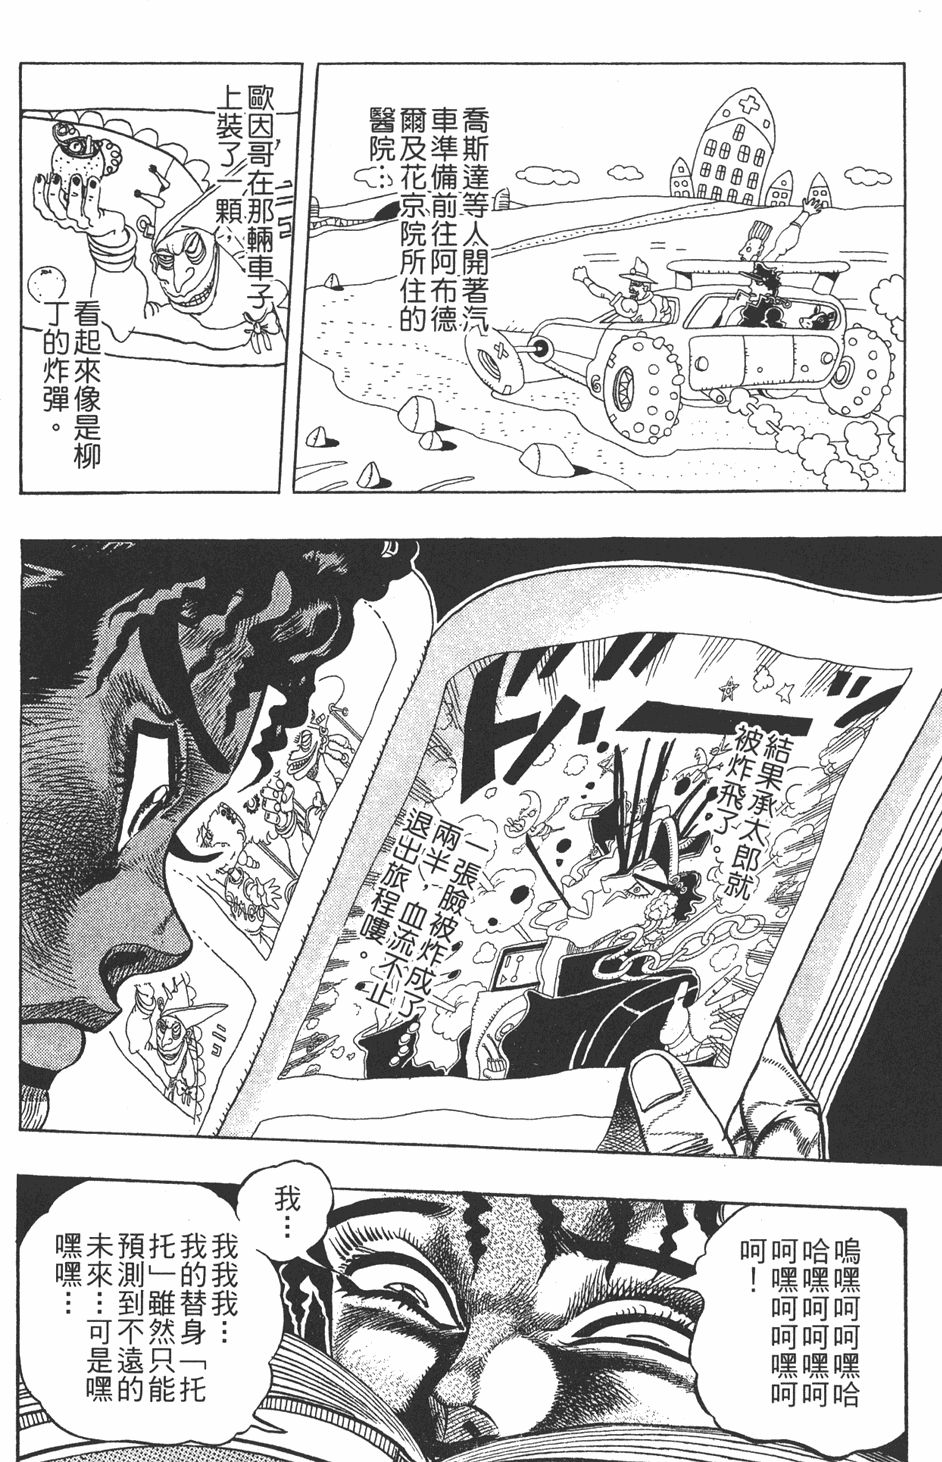 喬斯達等人開著汽
車準備前往阿布德
爾及花京院所住的
醫院…
歐因哥在那輛車子
上裝了一顆，
看起來像是柳
丁的炸彈。
ドドーーン
結果承太郎就
被炸飛了。
一張臉被炸成了
兩半，血流不止
退出旅程嘍。
嗚嘿呵呵嘿哈
哈嘿呵呵嘿呵
呵嘿呵呵嘿呵
呵！
我…
我我我…
我的替身「托
托」雖然只能
預測到不遠的
未來…可是嘿
嘿嘿…